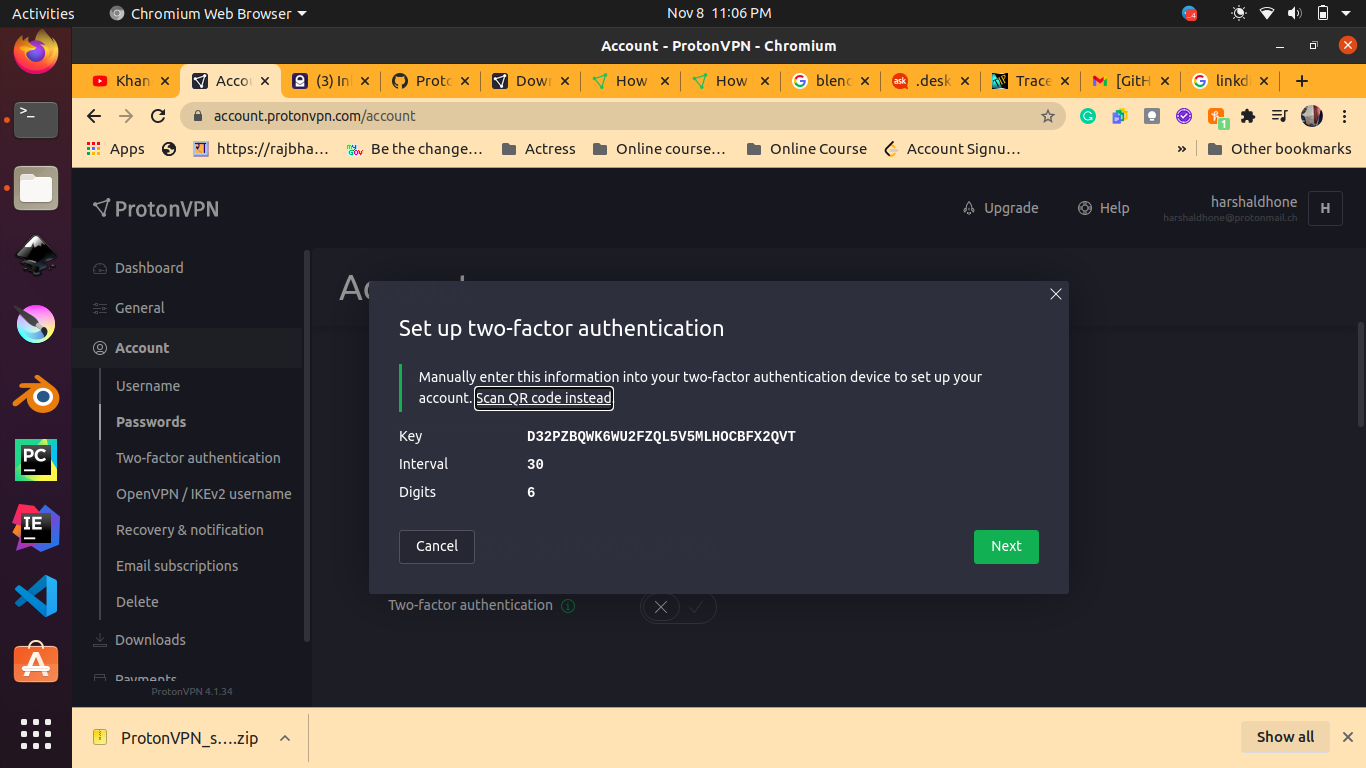 Activities Chromium Web Browser Nov 8 11:06 PM
Account - ProtonVPN - Chromium
Khan Accou (3) In Proto Down How How blenc .desk Trace [GitH linkd
account.protonvpn.com/account
Apps https://rajbha... Be the change... Actress Online course... Online Course Account Signu... » Other bookmarks
ProtonVPN Upgrade Help harshaldhone H
harshaldhone@protonmail.ch
Dashboard
General
Account
Username
Passwords
Two-factor authentication
OpenVPN / IKEv2 username
Recovery & notification
Email subscriptions
Delete
Downloads
Payments
ProtonVPN 4.1.34
Set up two-factor authentication
Manually enter this information into your two-factor authentication device to set up your
account. Scan QR code instead
Key D32PZBQWK6WU2FZQL5V5MLHOCBFX2QVT
Interval 30
Digits 6
Cancel Next
Two-factor authentication
ProtonVPN_s....zip Show all